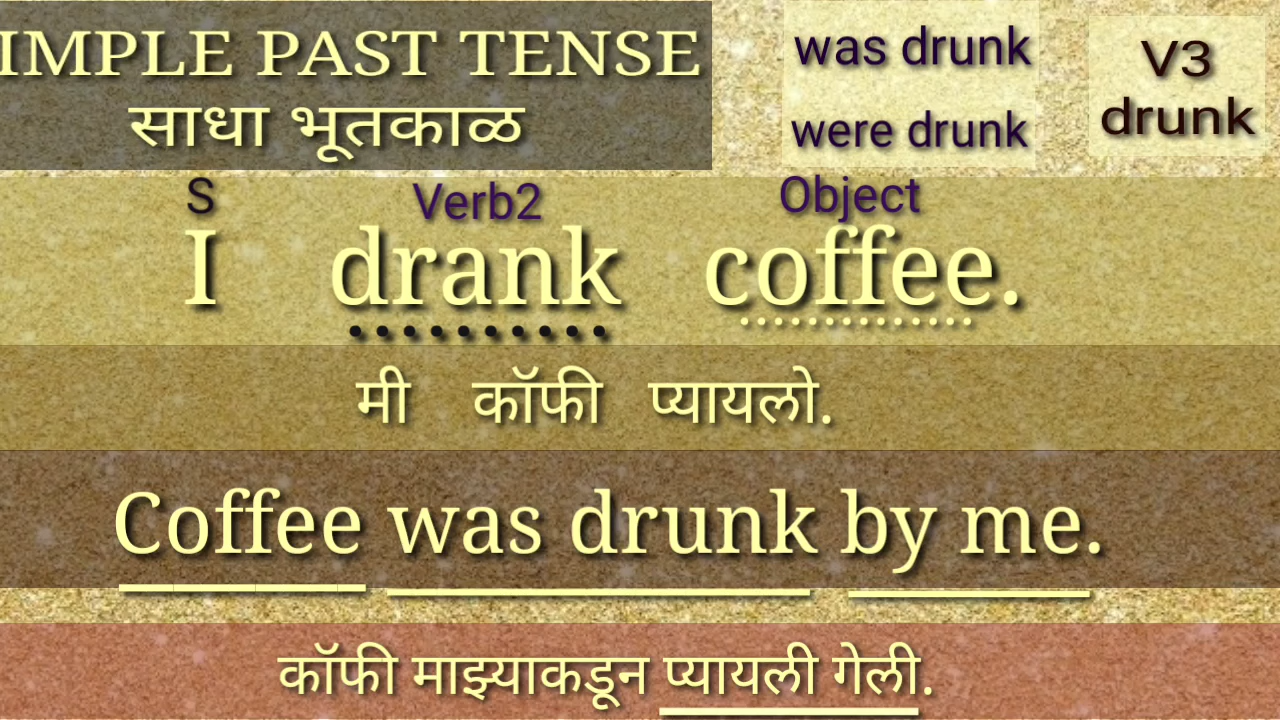 IMPLE PAST TENSE
साधा भूतकाळ
was drunk
were drunk
V3
drunk
S Verb2 Object
I drank coffee.
मी कॉफी प्यायलो.
Coffee was drunk by me.
कॉफी माझ्याकडून प्यायली गेली.